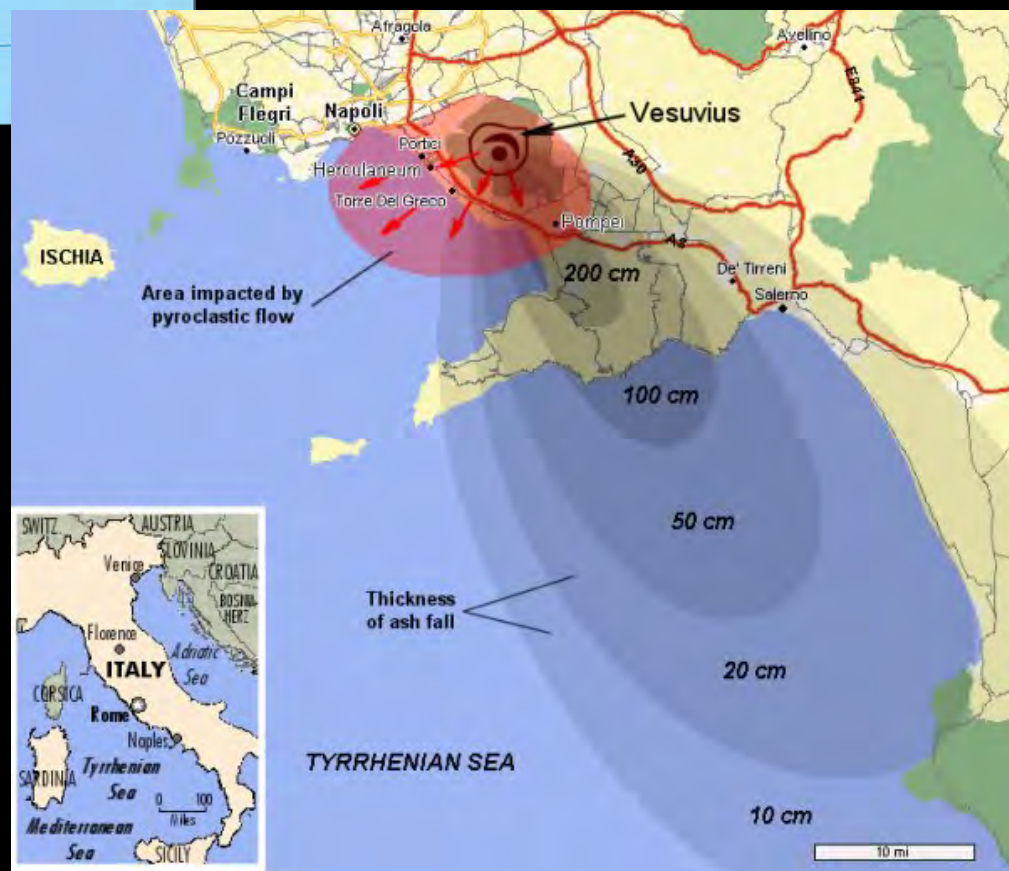 Afragola
Avellino
E841
Campi
Flegri
Napoli
Vesuvius
Pozzuoli
Portici
A30
Herculaneum
Torre Del Greco
Pompei
A3
ISCHIA
200 cm
De' Tirreni
Salerno
Area impacted by
pyroclastic flow
100 cm
50 cm
Thickness
of ash fall
20 cm
TYRRHENIAN SEA
10 cm
10 mi
SWITZ.
AUSTRIA
SLOVINIA
Venice
CROATIA
BOSNIA
HERZ
Florence
Adriatic
Sea
ITALY
CORSICA
Rome
Naples
SARDINIA
Tyrrhenian
Sea
0 100
Miles
Mediterranean
Sea
SICILY